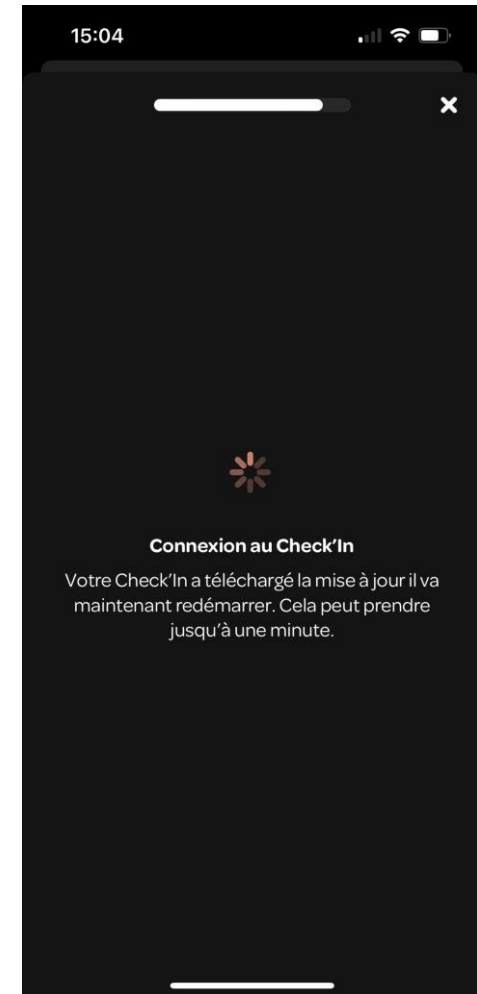 15:04
Connexion au Check’In
Votre Check’In a téléchargé la mise à jour il va
maintenant redémarrer. Cela peut prendre
jusqu’à une minute.